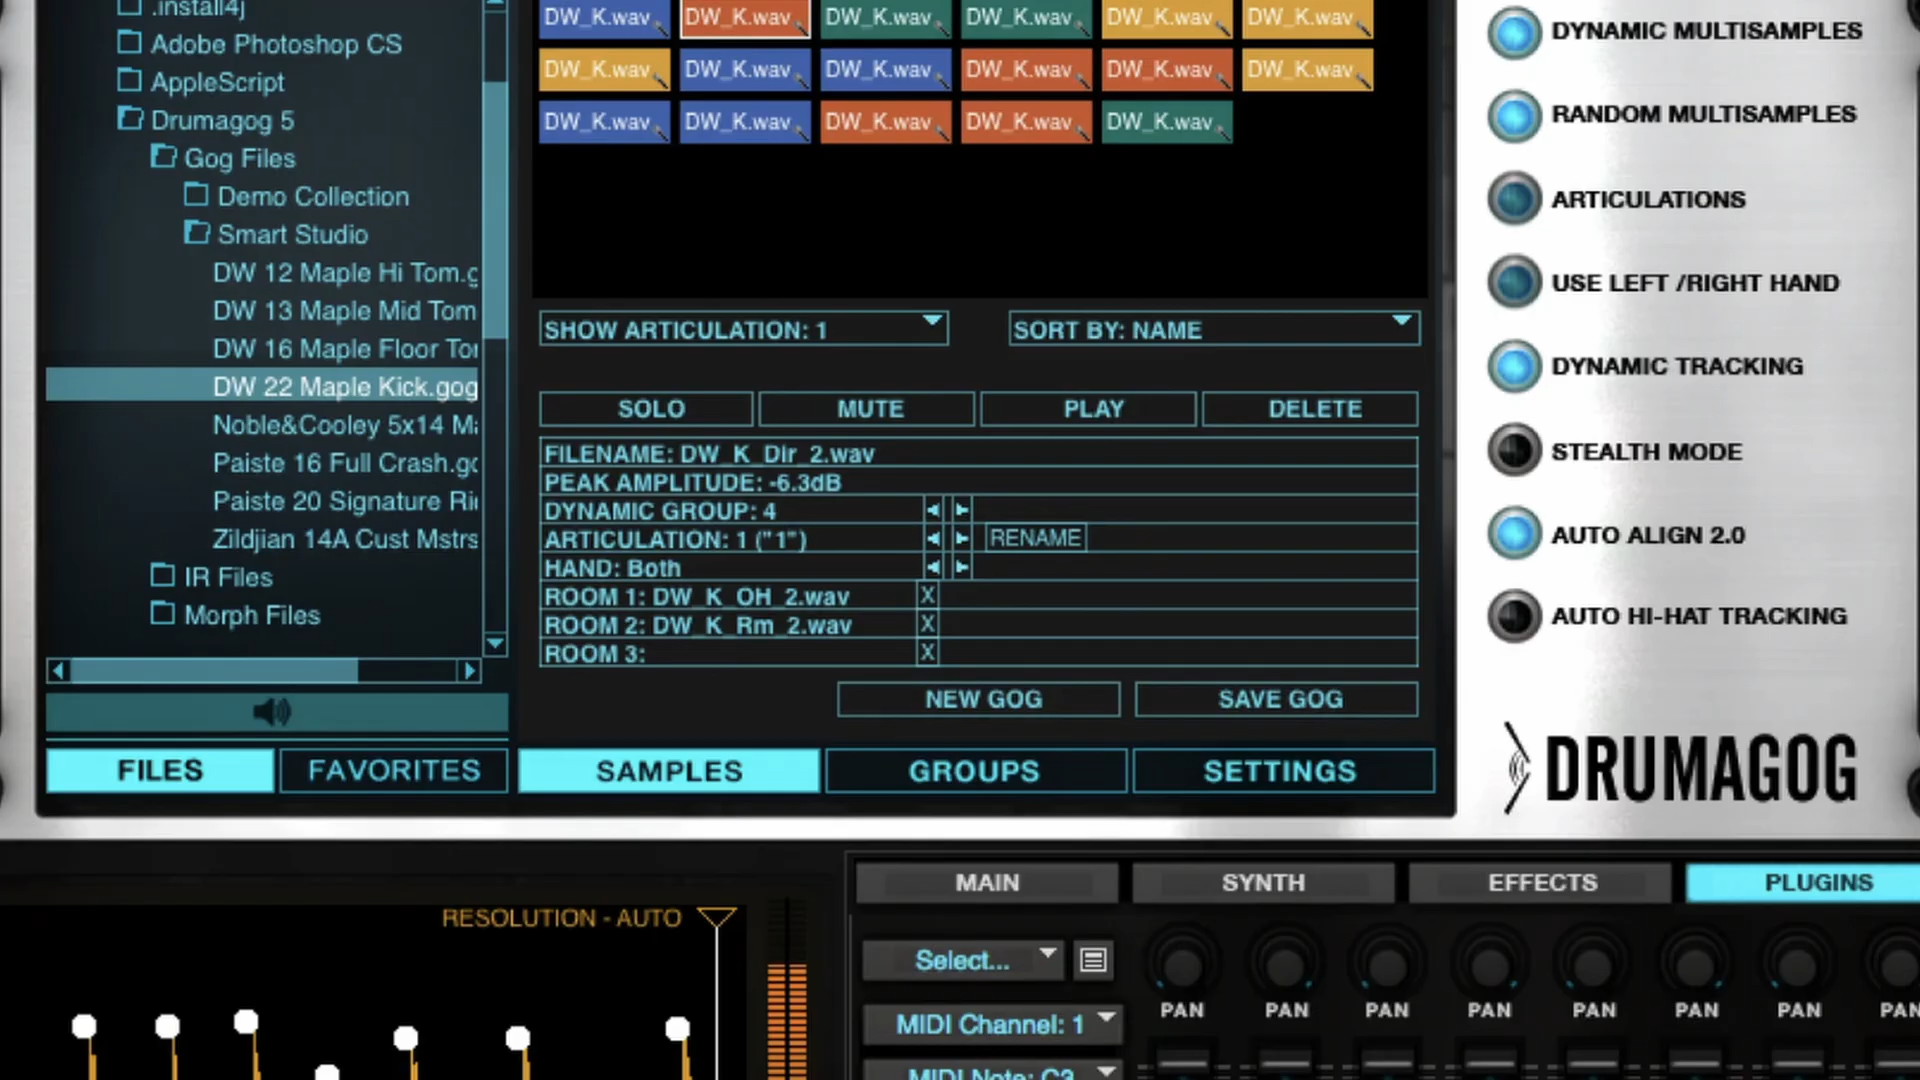 .install4j
Adobe Photoshop CS
AppleScript
Drumagog 5
Gog Files
Demo Collection
Smart Studio
DW 12 Maple Hi Tom.g
DW 13 Maple Mid Tom
DW 16 Maple Floor To
DW 22 Maple Kick.gog
Noble&Cooley 5x14 Ma
Paiste 16 Full Crash.go
Paiste 20 Signature Ri
Zildjian 14A Cust Mstrs
IR Files
Morph Files
FILES FAVORITES
DW_K.wav DW_K.wav DW_K.wav DW_K.wav DW_K.wav DW_K.wav
DW_K.wav DW_K.wav DW_K.wav DW_K.wav DW_K.wav DW_K.wav
DW_K.wav DW_K.wav DW_K.wav DW_K.wav DW_K.wav
SHOW ARTICULATION: 1 SORT BY: NAME
SOLO MUTE PLAY DELETE
FILENAME: DW_K_Dir_2.wav
PEAK AMPLITUDE: -6.3dB
DYNAMIC GROUP: 4
ARTICULATION: 1 ("1") RENAME
HAND: Both
ROOM 1: DW_K_OH_2.wav X
ROOM 2: DW_K_Rm_2.wav X
ROOM 3: X
NEW GOG SAVE GOG
SAMPLES GROUPS SETTINGS
DYNAMIC MULTISAMPLES
RANDOM MULTISAMPLES
ARTICULATIONS
USE LEFT /RIGHT HAND
DYNAMIC TRACKING
STEALTH MODE
AUTO ALIGN 2.0
AUTO HI-HAT TRACKING
DRUMAGOG
RESOLUTION - AUTO
MAIN SYNTH EFFECTS PLUGINS
Select...
PAN PAN PAN PAN PAN PAN PAN PAN
MIDI Channel: 1
MIDI Note: C3